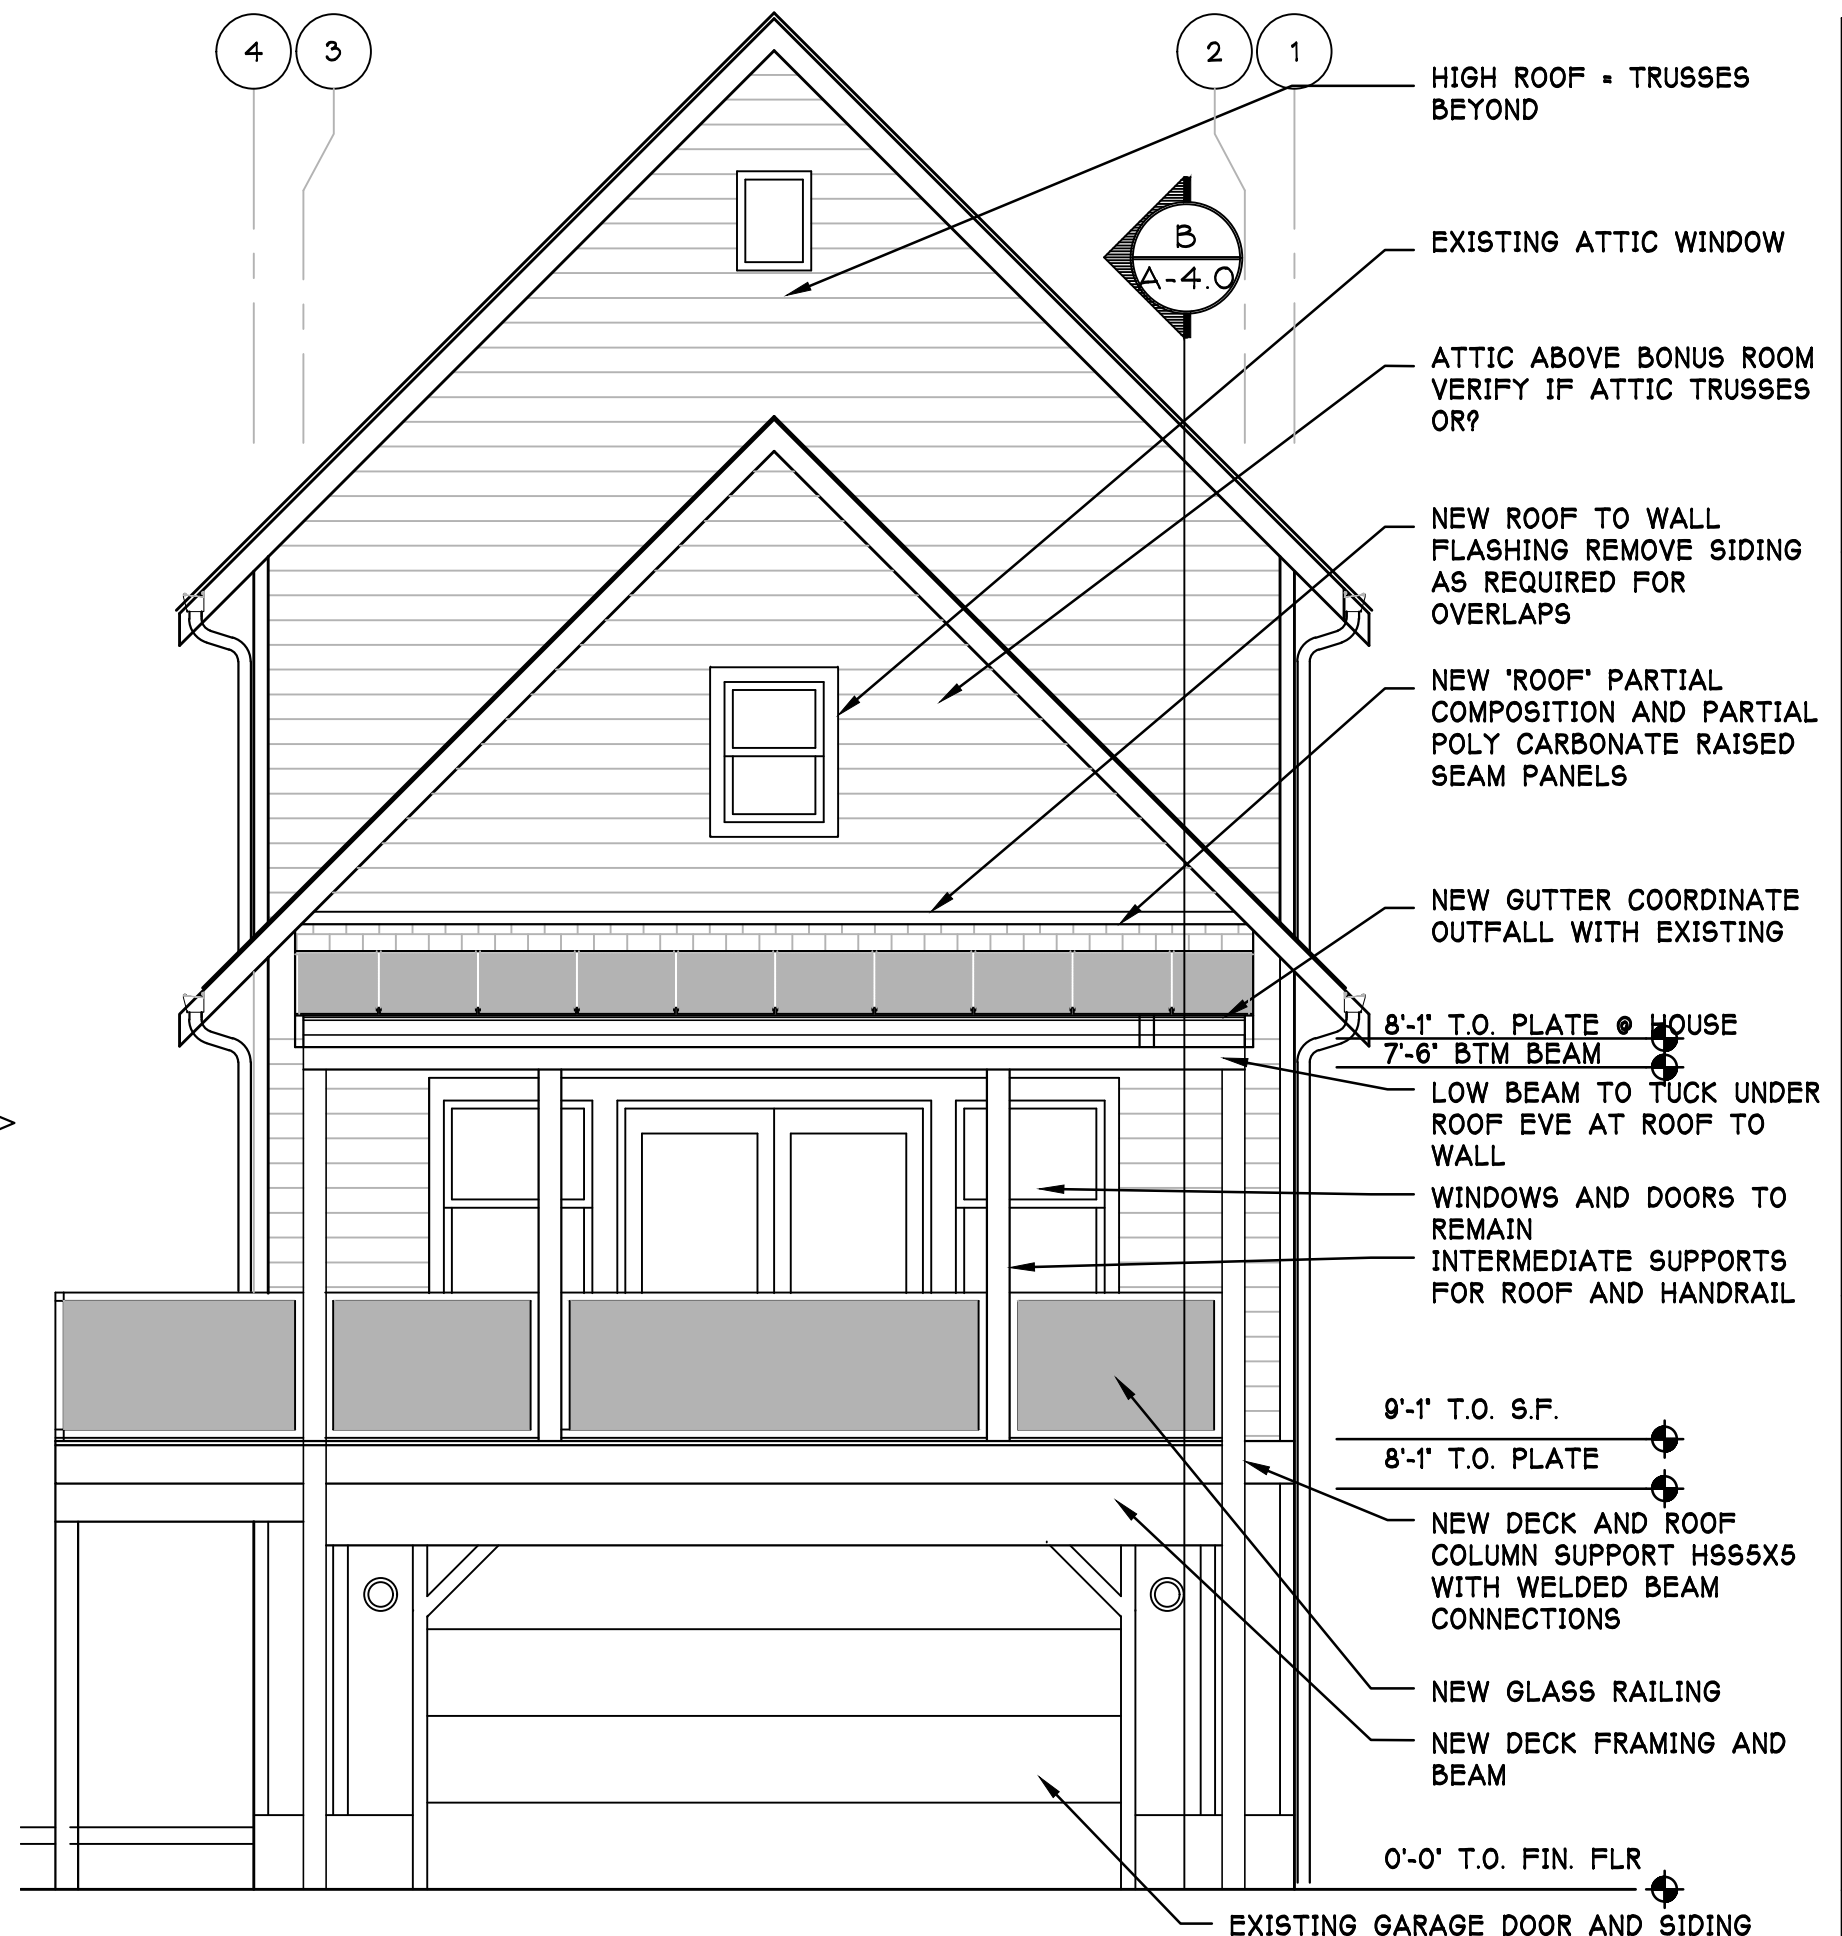 4
3
2
1
HIGH ROOF = TRUSSES
BEYOND
B
A-4.0
EXISTING ATTIC WINDOW
ATTIC ABOVE BONUS ROOM
VERIFY IF ATTIC TRUSSES
OR?
NEW ROOF TO WALL
FLASHING REMOVE SIDING
AS REQUIRED FOR
OVERLAPS
NEW "ROOF" PARTIAL
COMPOSITION AND PARTIAL
POLY CARBONATE RAISED
SEAM PANELS
NEW GUTTER COORDINATE
OUTFALL WITH EXISTING
8'-1" T.O. PLATE @ HOUSE
7'-6" BTM BEAM
LOW BEAM TO TUCK UNDER
ROOF EVE AT ROOF TO
WALL
WINDOWS AND DOORS TO
REMAIN
INTERMEDIATE SUPPORTS
FOR ROOF AND HANDRAIL
9'-1" T.O. S.F.
8'-1" T.O. PLATE
NEW DECK AND ROOF
COLUMN SUPPORT HSS5X5
WITH WELDED BEAM
CONNECTIONS
NEW GLASS RAILING
NEW DECK FRAMING AND
BEAM
0'-0" T.O. FIN. FLR
EXISTING GARAGE DOOR AND SIDING